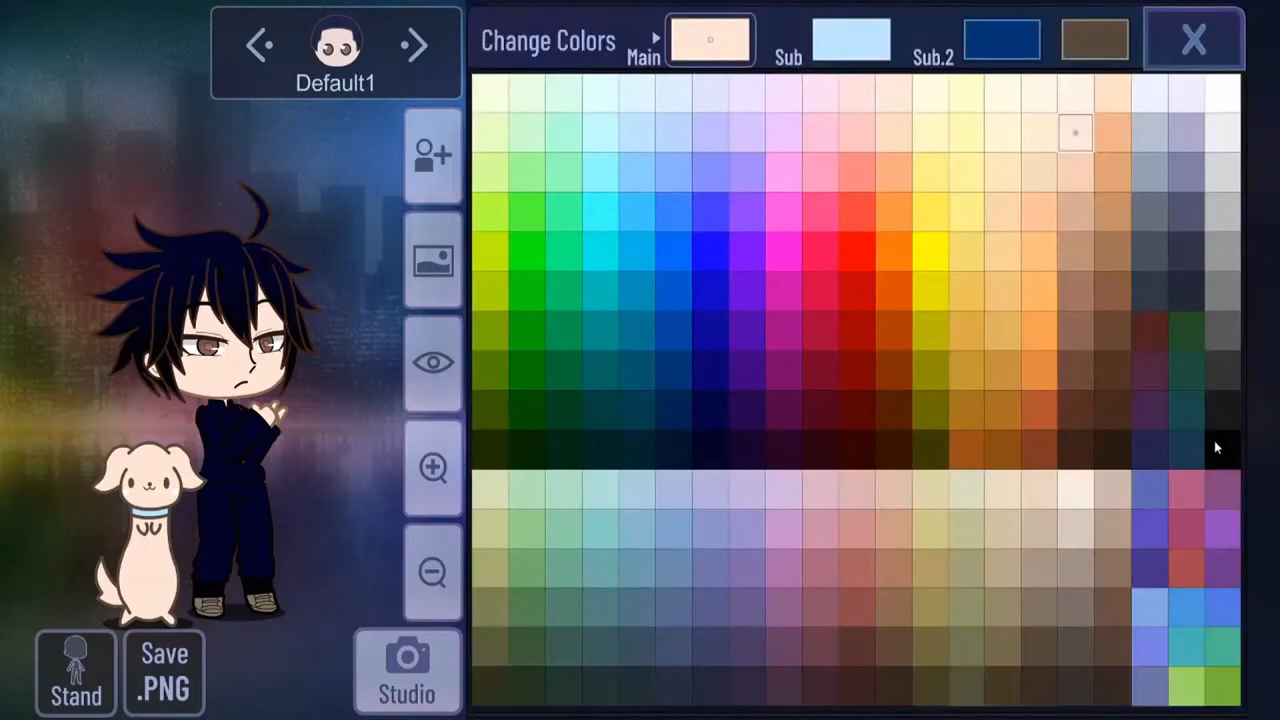 Default1
Change Colors
Main
Sub
Sub.2
X
D
Stand
Save
.PNG
Studio